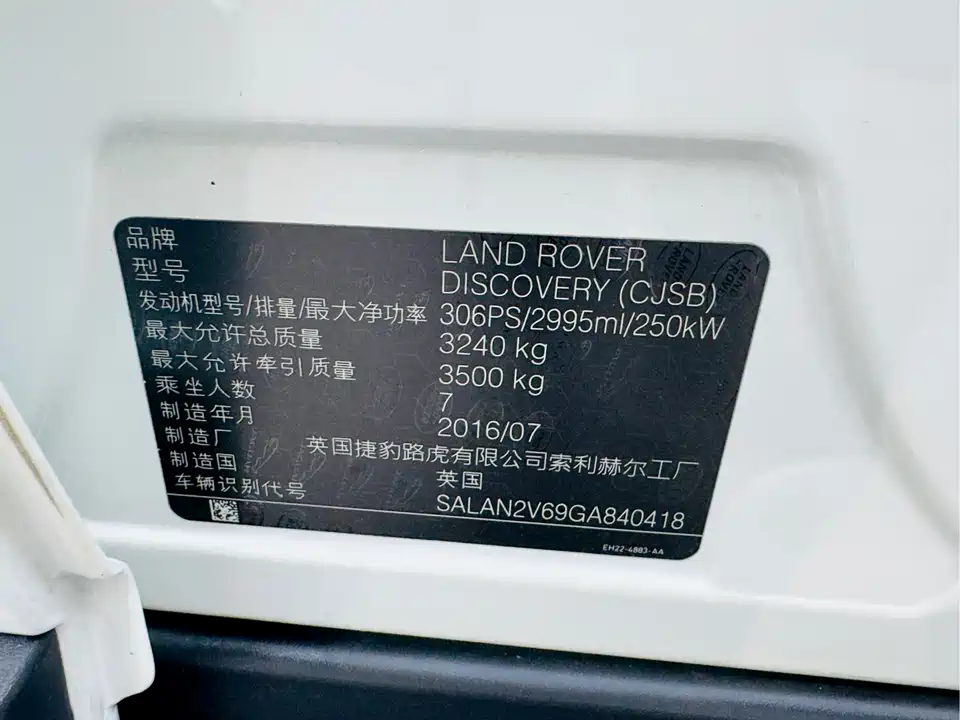 品牌 LAND ROVER
型号 DISCOVERY (CJSB)
发动机型号/排量/最大净功率 306PS/2995ml/250kW
最大允许总质量 3240 kg
最大允许牵引质量 3500 kg
乘坐人数 7
制造年月 2016/07
制造厂 英国捷豹路虎有限公司索利赫尔工厂
制造国 英国
车辆识别代号 SALAN2V69GA840418
EH22-4883-AA